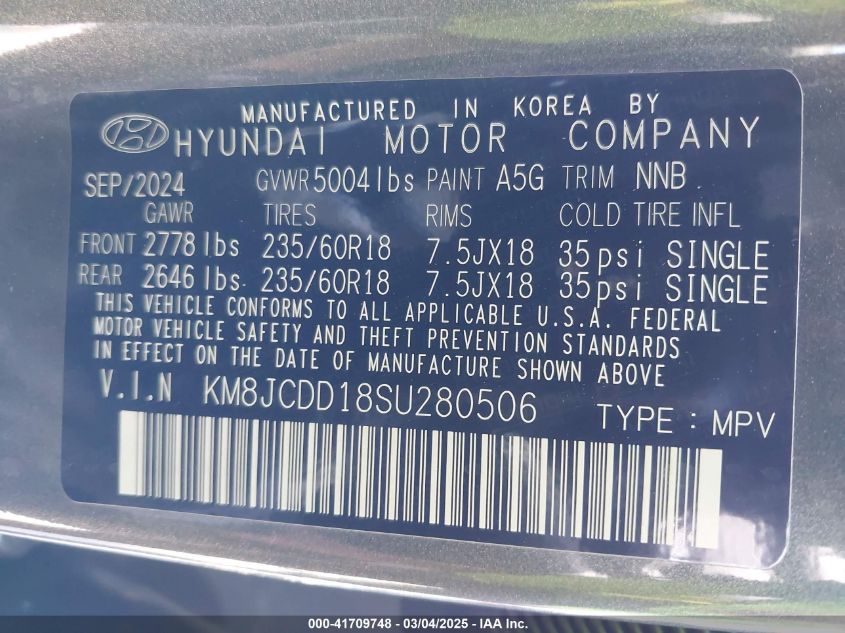 MANUFACTURED IN KOREA BY
HYUNDAI MOTOR COMPANY
SEP/2024 GVWR 5004 lbs PAINT A5G TRIM NNB
GAWR TIRES RIMS COLD TIRE INFL
FRONT 2778 lbs 235/60R18 7.5JX18 35psi SINGLE
REAR 2646 lbs 235/60R18 7.5JX18 35psi SINGLE
THIS VEHICLE CONFORMS TO ALL APPLICABLE U.S.A. FEDERAL
MOTOR VEHICLE SAFETY AND THEFT PREVENTION STANDARDS
IN EFFECT ON THE DATE OF MANUFACTURE SHOWN ABOVE
V.I.N KM8JCDD18SU280506 TYPE : MPV
000-41709748 - 03/04/2025 - IAA Inc.